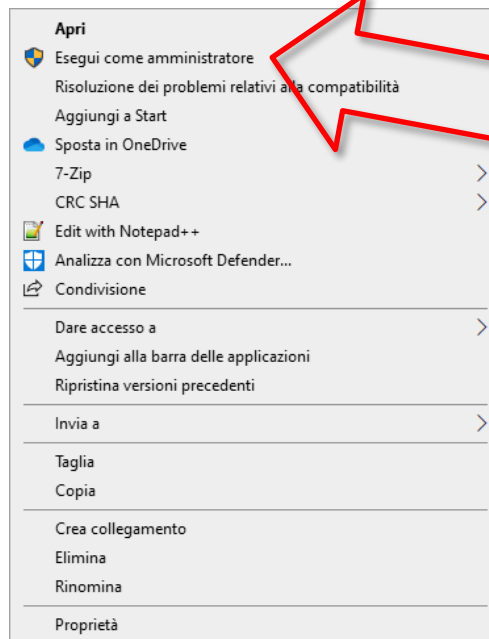 Apri
Esegui come amministratore
Risoluzione dei problemi relativi alla compatibilità
Aggiungi a Start
Sposta in OneDrive
7-Zip
CRC SHA
Edit with Notepad++
Analizza con Microsoft Defender...
Condivisione
Dare accesso a
Aggiungi alla barra delle applicazioni
Ripristina versioni precedenti
Invia a
Taglia
Copia
Crea collegamento
Elimina
Rinomina
Proprietà